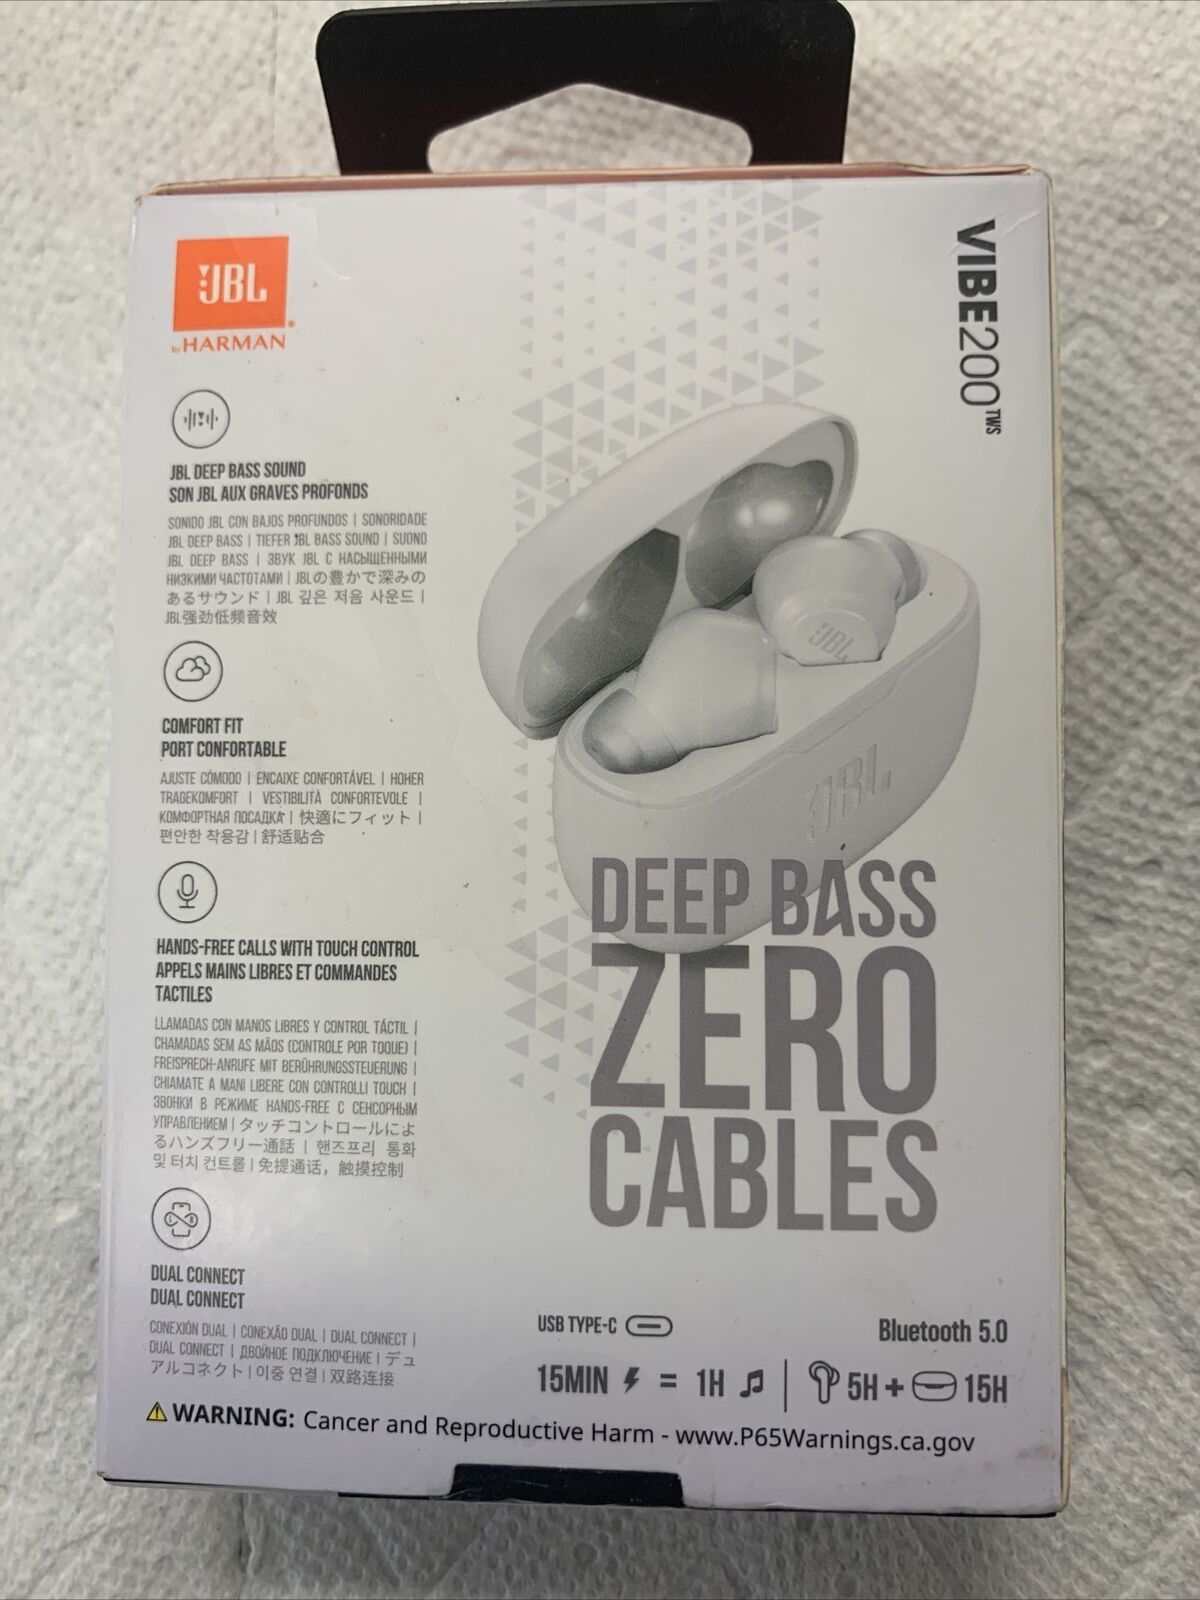 JBL
by HARMAN
VIBE200TWS
JBL DEEP BASS SOUND
SON JBL AUX GRAVES PROFONDS
SONIDO JBL CON BAJOS PROFUNDOS | SONORIDADE
JBL DEEP BASS | TIEFER JBL BASS SOUND | SUOND
JBL DEEP BASS | ЗВУК JBL С НАСЫЩЕННЫМИ
НИЗКИМИ ЧАСТОТАМИ | JBLの豊かで深みの
あるサウンド | JBL 깊은 저음 사운드 |
JBL强劲低频音效
COMFORT FIT
PORT CONFORTABLE
AJUSTE CÓMODO | ENCAIXE CONFORTÁVEL | HOHER
TRAGEKOMFORT | VESTIBILITÀ CONFORTEVOLE |
КОМФОРТНАЯ ПОСАДКА | 快適にフィット |
편안한 착용감 | 舒适贴合
HANDS-FREE CALLS WITH TOUCH CONTROL
APPELS MAINS LIBRES ET COMMANDES
TACTILES
LLAMADAS CON MANOS LIBRES Y CONTROL TÁCTIL |
CHAMADAS SEM AS MÃOS (CONTROLE POR TOQUE) |
FREISPRECH-ANRUFE MIT BERÜHRUNGSSTEUERUNG |
CHIAMATE A MANI LIBERE CON CONTROLLI TOUCH |
ЗВОНКИ В РЕЖИМЕ HANDS-FREE С СЕНСОРНЫМ
УПРАВЛЕНИЕМ | タッチコントロールによ
るハンズフリー通話 | 핸즈프리 통화
및 터치 컨트롤 | 免提通话，触摸控制
L R
DUAL CONNECT
DUAL CONNECT
CONEXIÓN DUAL | CONEXÃO DUAL | DUAL CONNECT |
DUAL CONNECT | ДВОЙНОЕ ПОДКЛЮЧЕНИЕ | デュ
アルコネクト | 이중 연결 | 双路连接
JBL
JBL
DEEP BASS
ZERO
CABLES
USB TYPE-C
Bluetooth 5.0
15MIN = 1H | 5H + 15H
WARNING: Cancer and Reproductive Harm - www.P65Warnings.ca.gov